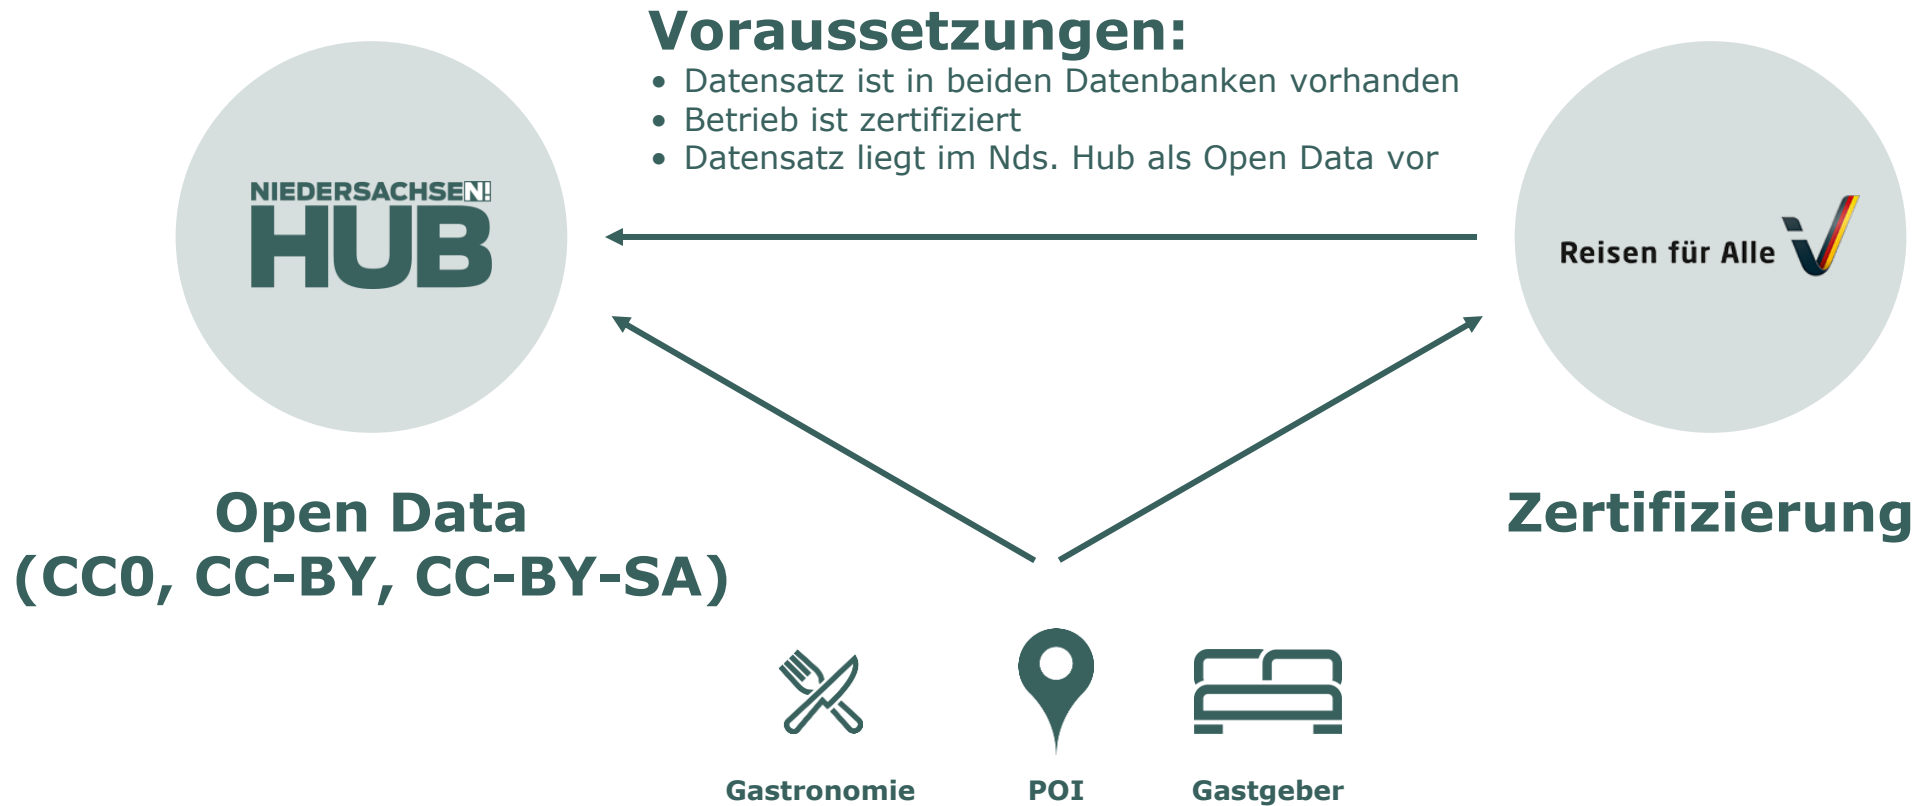 Voraussetzungen:
• Datensatz ist in beiden Datenbanken vorhanden
• Betrieb ist zertifiziert
• Datensatz liegt im Nds. Hub als Open Data vor
NIEDERSACHSEN!
HUB
Reisen für Alle
Open Data
(CC0, CC-BY, CC-BY-SA)
Zertifizierung
Gastronomie
POI
Gastgeber